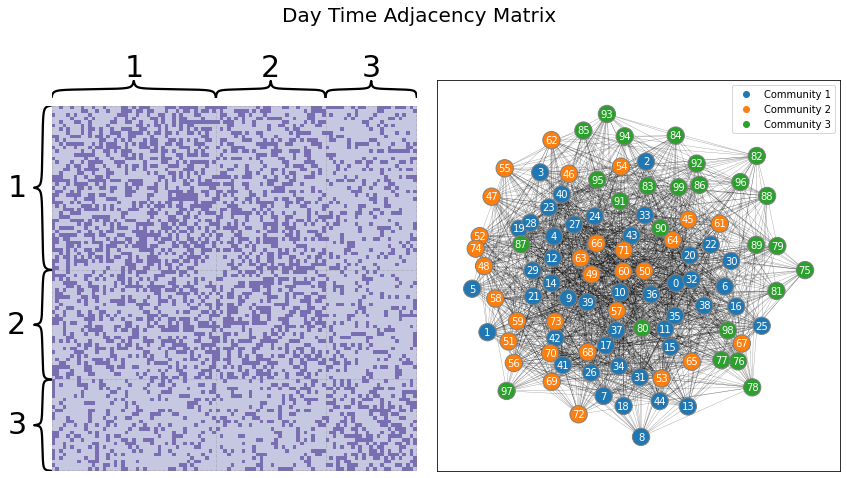 Day Time Adjacency Matrix
1 2 3
1
2
3
Community 1
Community 2
Community 3
93
85 94 84
62
82
54 2 92
55 3 46
95 83 99 86 96
47 40 91 88
23 24 33 45 61
19 28 27 90
52 4 43 64 22
87 66 89 79
74 71 20
12 63 30
48 29 49 60 50 75
14 0 32 6
5 21 9 39 10 36 81
58 38 16
57 35
59 73 25
1 37 80 11 98
51 42 17 15 67
70 68
56 41 34 65 77 76
26 31 53
69 78
97 7
18 44 13
72
8